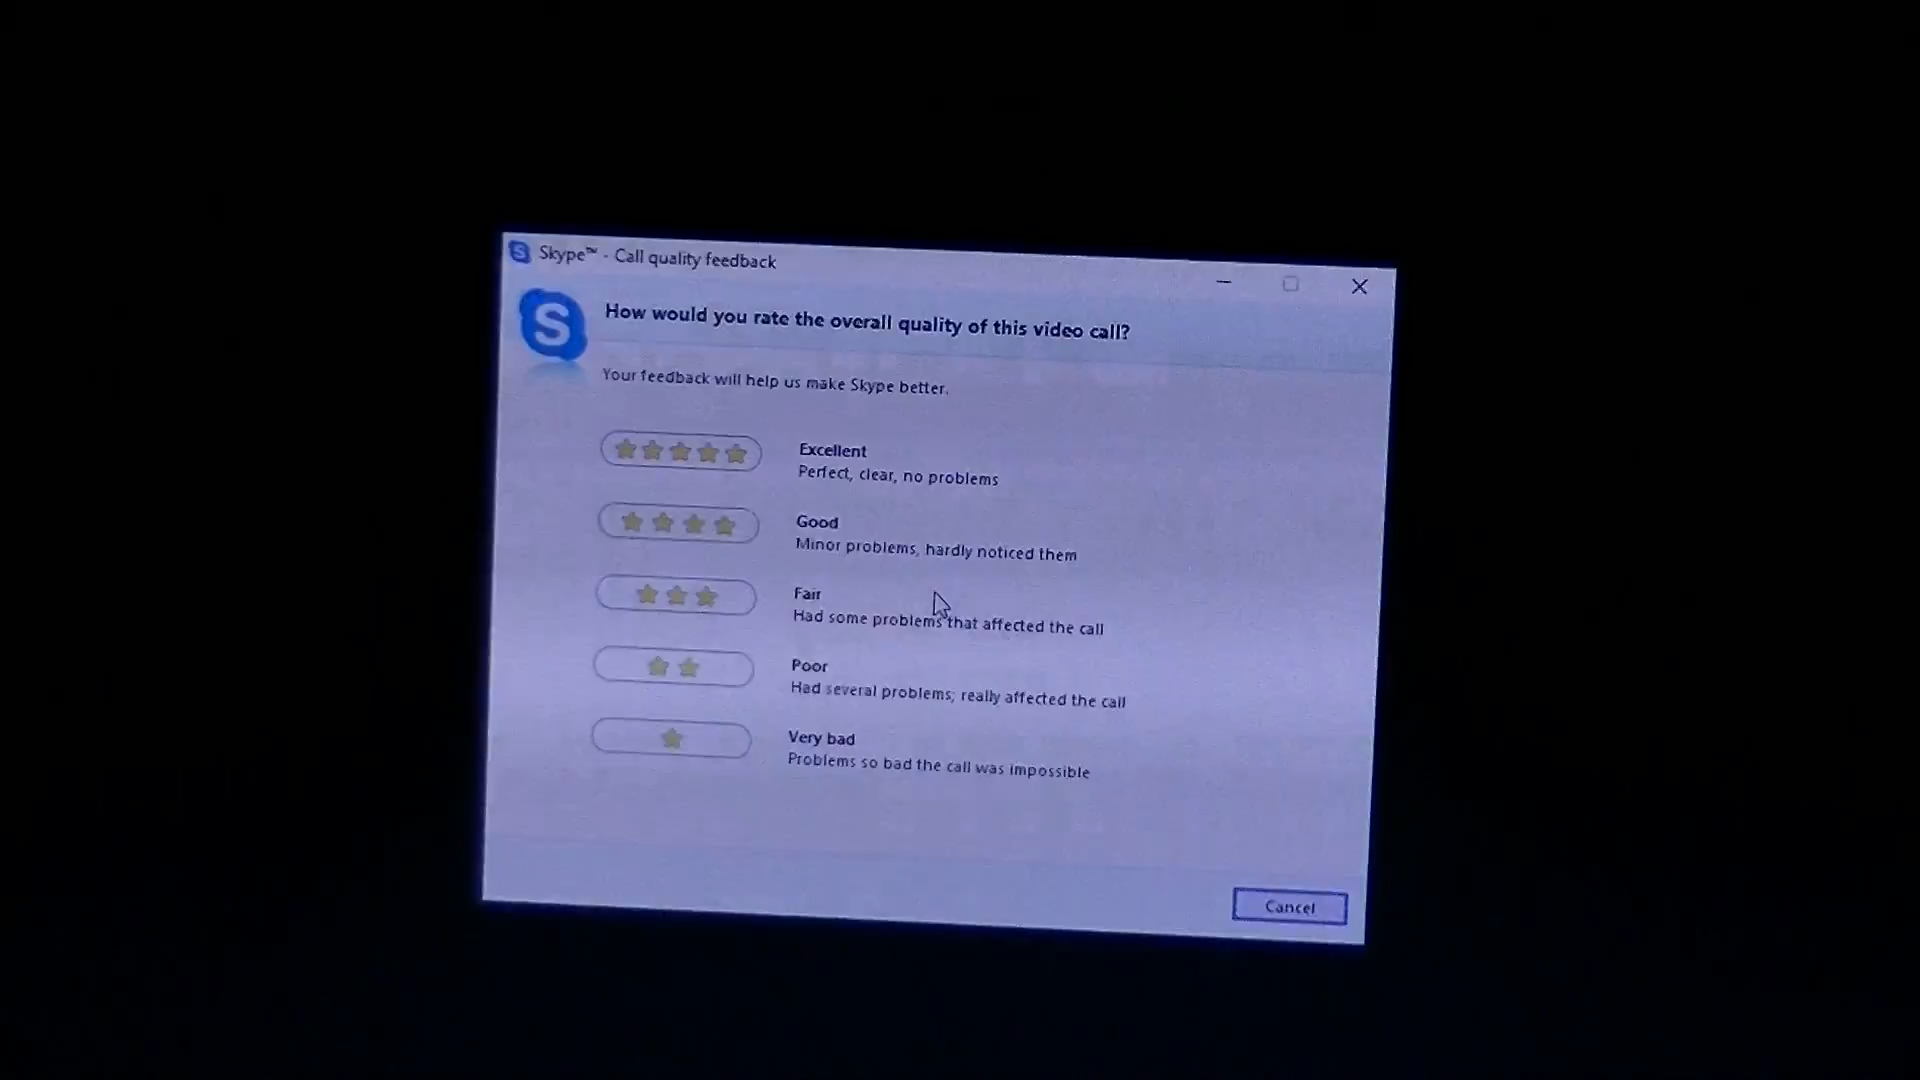 Skype™ - Call quality feedback
How would you rate the overall quality of this video call?
Your feedback will help us make Skype better.
Excellent
Perfect, clear, no problems
Good
Minor problems, hardly noticed them
Fair
Had some problems that affected the call
Poor
Had several problems; really affected the call
Very bad
Problems so bad the call was impossible
Cancel